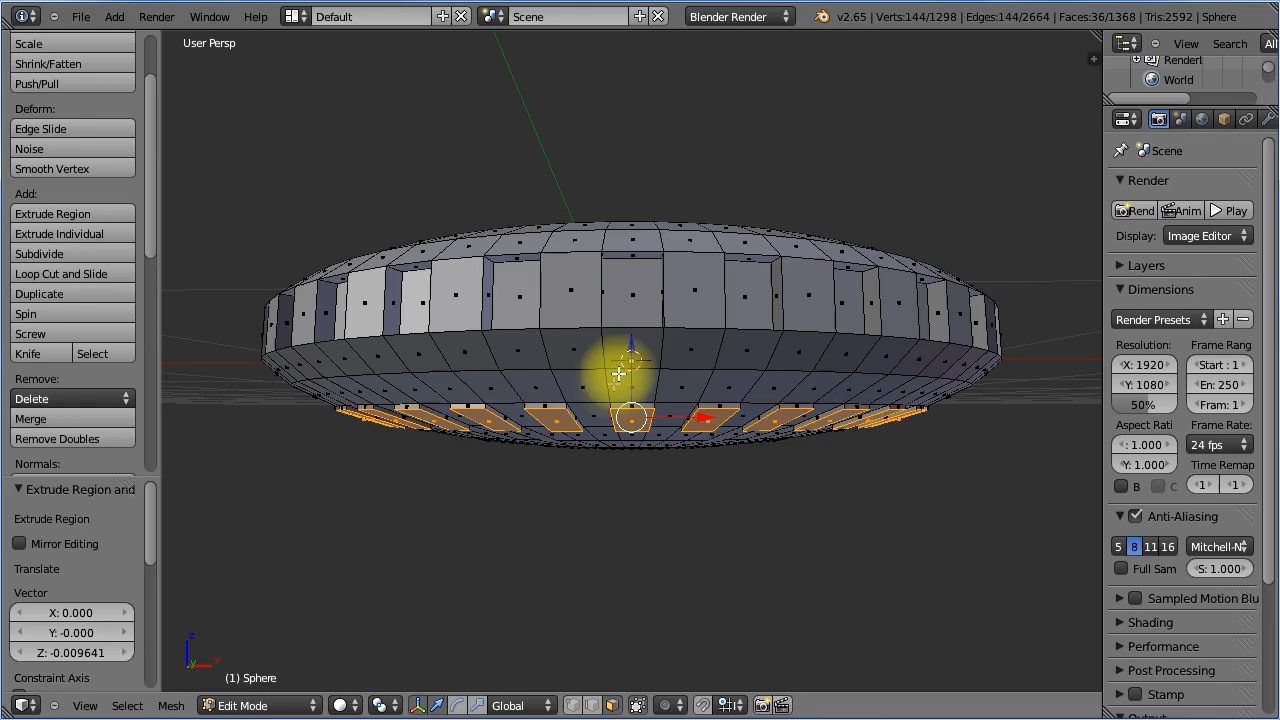 File Add Render Window Help Default Scene Blender Render v2.65 | Verts:144/1298 | Edges:144/2664 | Faces:36/1368 | Tris:2592 | Sphere
Scale
Shrink/Fatten
Push/Pull
Deform:
Edge Slide
Noise
Smooth Vertex
Add:
Extrude Region
Extrude Individual
Subdivide
Loop Cut and Slide
Duplicate
Spin
Screw
Knife Select
Remove:
Delete
Merge
Remove Doubles
Normals:
Extrude Region and
Extrude Region
Mirror Editing
Translate
Vector
X: 0.000
Y: -0.000
Z: -0.009641
Constraint Axis
User Persp
z
y x
(1) Sphere
View Select Mesh Edit Mode Global
View Search All
Renderl
World
Scene
Render
Rend Anim Play
Display: Image Editor
Layers
Dimensions
Render Presets
Resolution: Frame Rang
X: 1920 Start : 1
Y: 1080 En: 250
50% Fram: 1
Aspect Rati Frame Rate:
: 1.000 24 fps
Y: 1.000 Time Remap
B C 1 1
Anti-Aliasing
5 8 11 16 Mitchell-N
Full Sam S: 1.000
Sampled Motion Blu
Shading
Performance
Post Processing
Stamp
Output